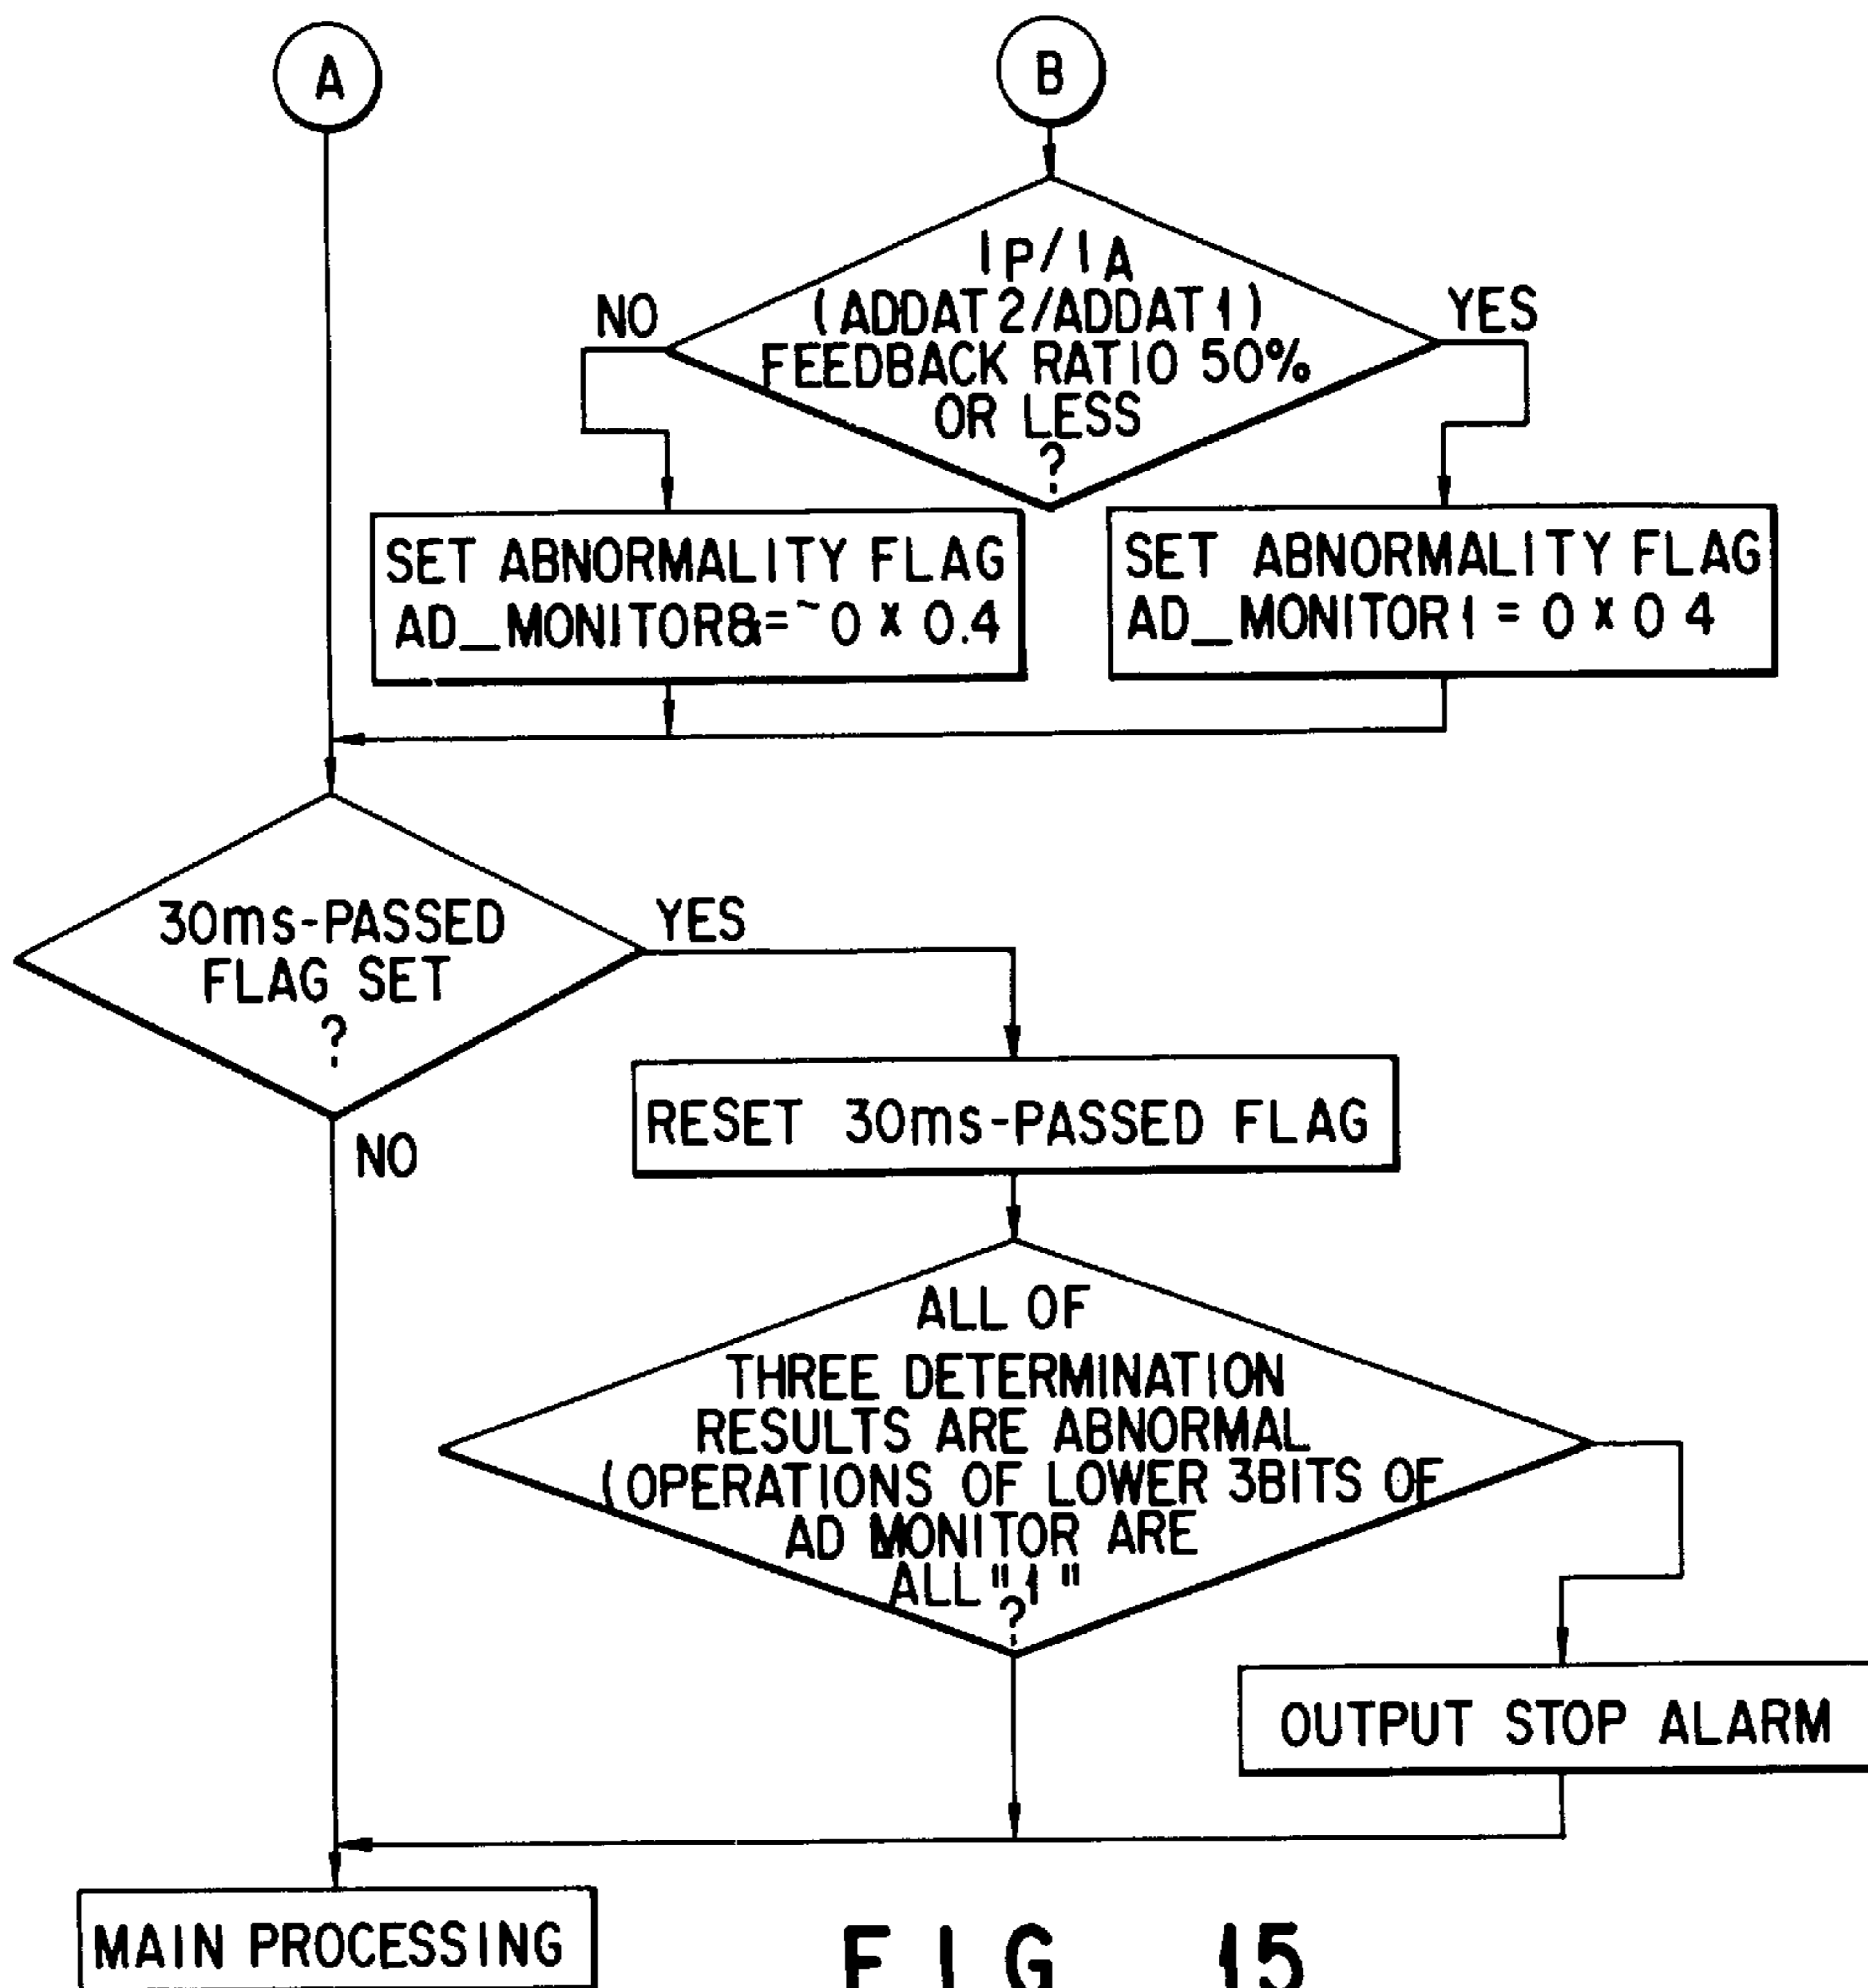 A
B
IP/IA
(ADDAT2/ADDAT1)
FEEDBACK RATIO 50%
OR LESS
?
NO
YES
SET ABNORMALITY FLAG
AD_MONITOR&=~0X0.4
SET ABNORMALITY FLAG
AD_MONITOR1=0X04
30ms-PASSED
FLAG SET
?
YES
NO
RESET 30ms-PASSED FLAG
ALL OF
THREE DETERMINATION
RESULTS ARE ABNORMAL
(OPERATIONS OF LOWER 3BITS OF
AD MONITOR ARE
ALL "1"
?
OUTPUT STOP ALARM
MAIN PROCESSING
FIG 15